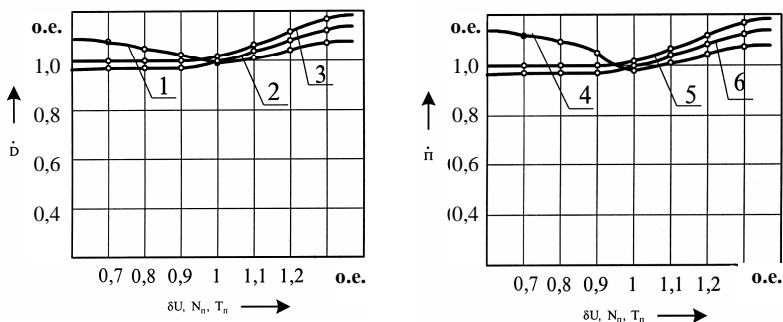 о.е.
1,0
0,8
0,6
0,4
Ḋ
1
2
3
0,7 0,8 0,9 1 1,1 1,2 о.е.
δU, Nп, Tп
о.е.
1,0
0,8
0,6
0,4
П̇
4
5
6
0,7 0,8 0,9 1 1,1 1,2 о.е.
δU, Nп, Tп